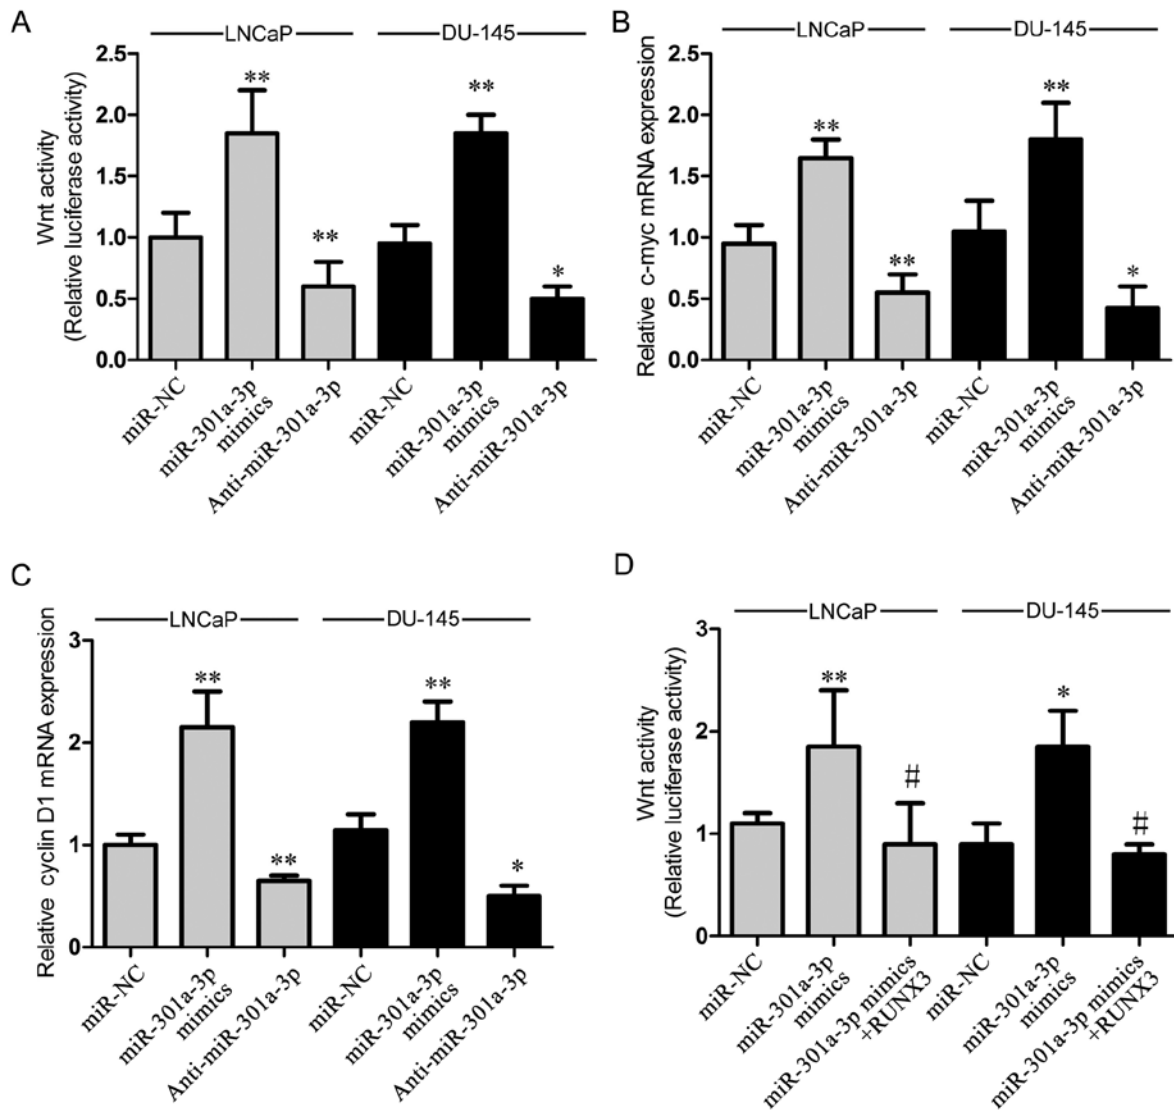 A
LNCaP DU-145
Wnt activity
(Relative luciferase activity)
2.5
2.0
1.5
1.0
0.5
0.0
** ** ** *
miR-NC
miR-301a-3p
mimics
Anti-miR-301a-3p
miR-NC
miR-301a-3p
mimics
Anti-miR-301a-3p
B
LNCaP DU-145
Relative c-myc mRNA expression
2.5
2.0
1.5
1.0
0.5
0.0
** ** ** *
miR-NC
miR-301a-3p
mimics
Anti-miR-301a-3p
miR-NC
miR-301a-3p
mimics
Anti-miR-301a-3p
C
LNCaP DU-145
Relative cyclin D1 mRNA expression
3
2
1
0
** ** ** *
miR-NC
miR-301a-3p
mimics
Anti-miR-301a-3p
miR-NC
miR-301a-3p
mimics
Anti-miR-301a-3p
D
LNCaP DU-145
Wnt activity
(Relative luciferase activity)
3
2
1
0
** # * #
miR-NC
miR-301a-3p
mimics
miR-301a-3p mimics
+RUNX3
miR-NC
miR-301a-3p
mimics
miR-301a-3p mimics
+RUNX3